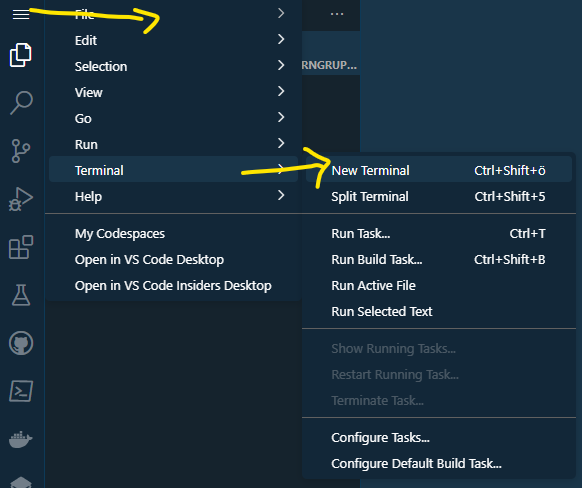 File
...
RNGRUP...
Edit
Selection
View
Go
Run
Terminal
Help
My Codespaces
Open in VS Code Desktop
Open in VS Code Insiders Desktop
New Terminal Ctrl+Shift+ö
Split Terminal Ctrl+Shift+5
Run Task... Ctrl+T
Run Build Task... Ctrl+Shift+B
Run Active File
Run Selected Text
Show Running Tasks...
Restart Running Task...
Terminate Task...
Configure Tasks...
Configure Default Build Task...